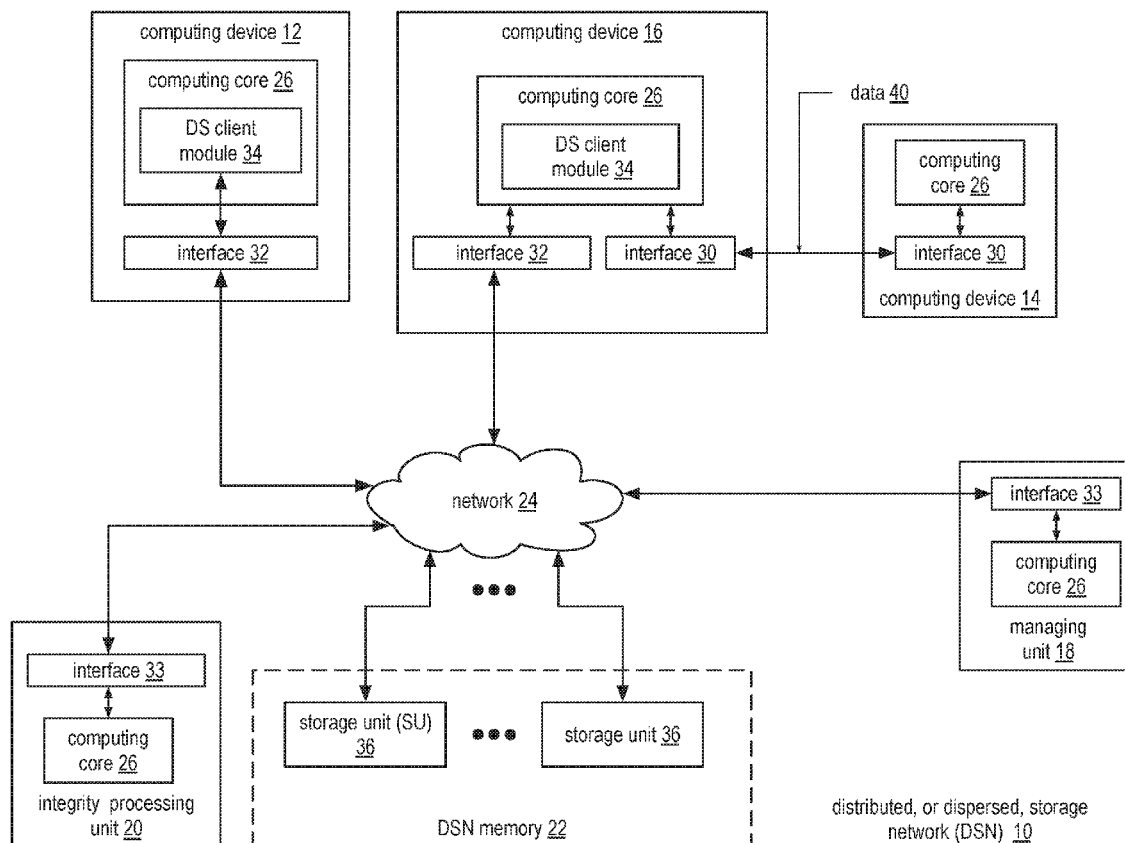 computing device 12
computing core 26
DS client
module 34
interface 32
computing device 16
computing core 26
DS client
module 34
interface 32
interface 30
data 40
computing
core 26
interface 30
computing device 14
network 24
interface 33
computing
core 26
managing
unit 18
interface 33
computing
core 26
integrity processing
unit 20
storage unit (SU)
36
storage unit 36
DSN memory 22
distributed, or dispersed, storage
network (DSN) 10